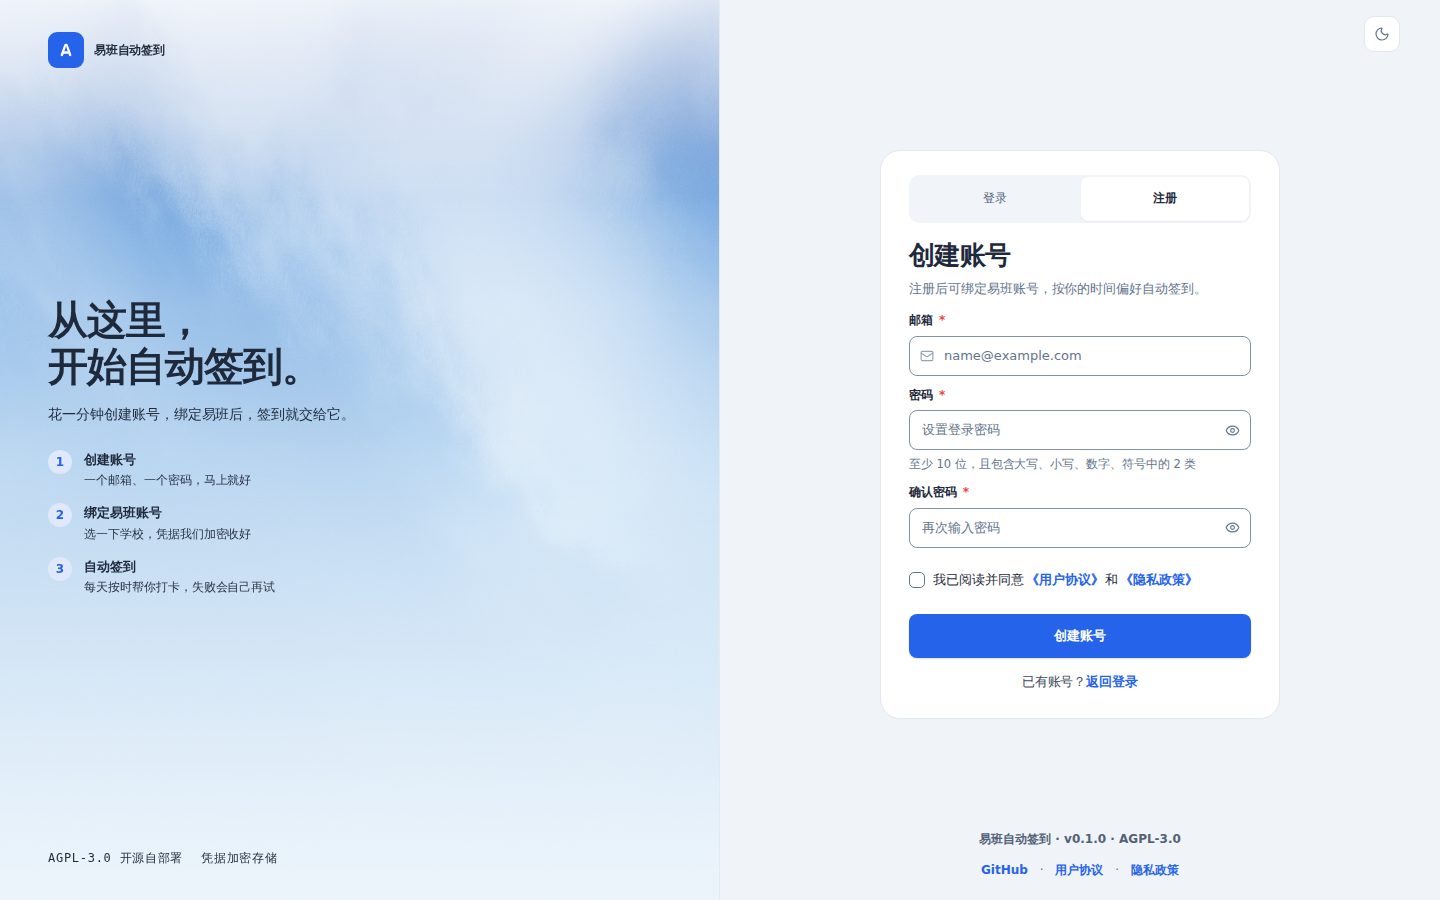 易班自动签到
从这里，
开始自动签到。
花一分钟创建账号，绑定易班后，签到就交给它。
1 创建账号
一个邮箱、一个密码，马上就好
2 绑定易班账号
选一下学校，凭据我们加密收好
3 自动签到
每天按时帮你打卡，失败会自己再试
AGPL-3.0 开源自部署 凭据加密存储
登录 注册
创建账号
注册后可绑定易班账号，按你的时间偏好自动签到。
邮箱 *
name@example.com
密码 *
设置登录密码
至少 10 位，且包含大写、小写、数字、符号中的 2 类
确认密码 *
再次输入密码
我已阅读并同意《用户协议》和《隐私政策》
创建账号
已有账号？返回登录
易班自动签到 · v0.1.0 · AGPL-3.0
GitHub · 用户协议 · 隐私政策